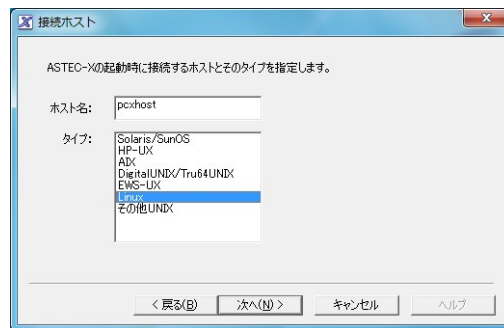 接続ホスト
ASTEC-Xの起動時に接続するホストとそのタイプを指定します。
ホスト名: pcxhost
タイプ: Solaris/SunOS
HP-UX
AIX
DigitalUNIX/Tru64UNIX
EWS-UX
Linux
その他UNIX
< 戻る(B) 次へ(N) > キャンセル ヘルプ